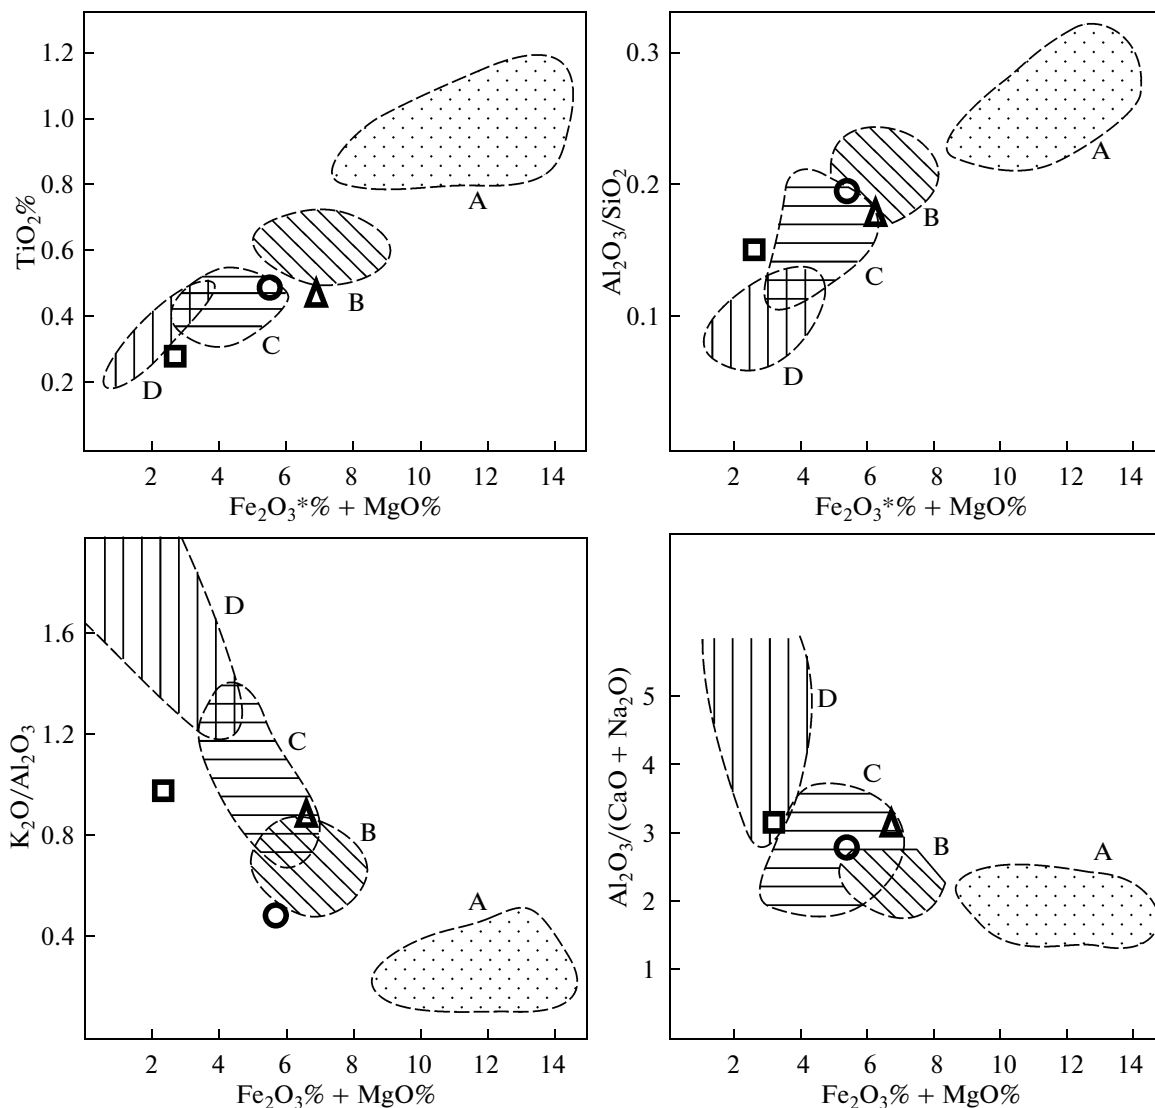 TiO₂%
1.2
1.0
0.8
0.6
0.4
0.2
A
B
C
D
2 4 6 8 10 12 14
Fe₂O₃*% + MgO%
Al₂O₃/SiO₂
0.3
0.2
0.1
A
B
C
D
2 4 6 8 10 12 14
Fe₂O₃*% + MgO%
K₂O/Al₂O₃
1.6
1.2
0.8
0.4
D
C
B
A
2 4 6 8 10 12 14
Fe₂O₃% + MgO%
Al₂O₃/(CaO + Na₂O)
5
4
3
2
1
D
C
B
A
2 4 6 8 10 12 14
Fe₂O₃% + MgO%